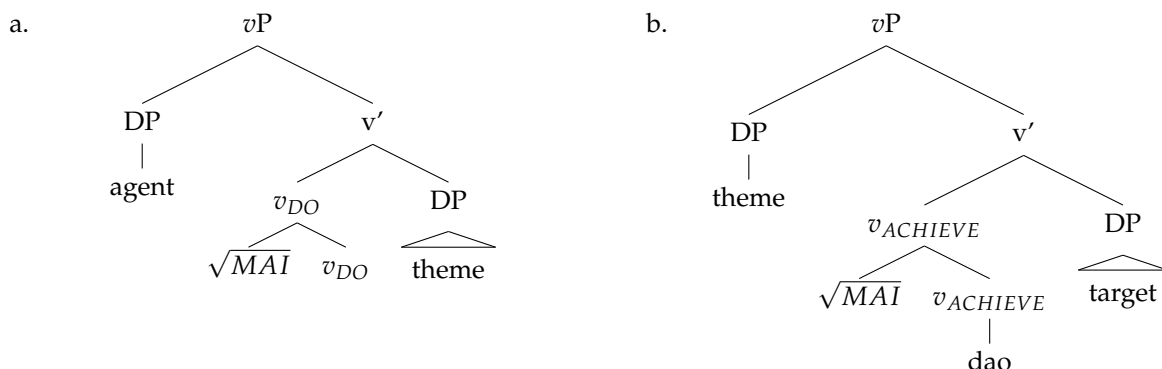 a. vP b. vP
DP v' DP v'
agent v_DO DP theme v_ACHIEVE DP
√MAI v_DO theme √MAI v_ACHIEVE target
dao